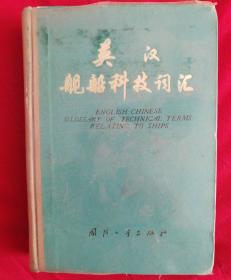 英汉
舰船科技词汇
ENGLISH CHINESE
GLOSSARY OF TECHNICAL TERMS
RELATING TO SHIPS
国防工业出版社